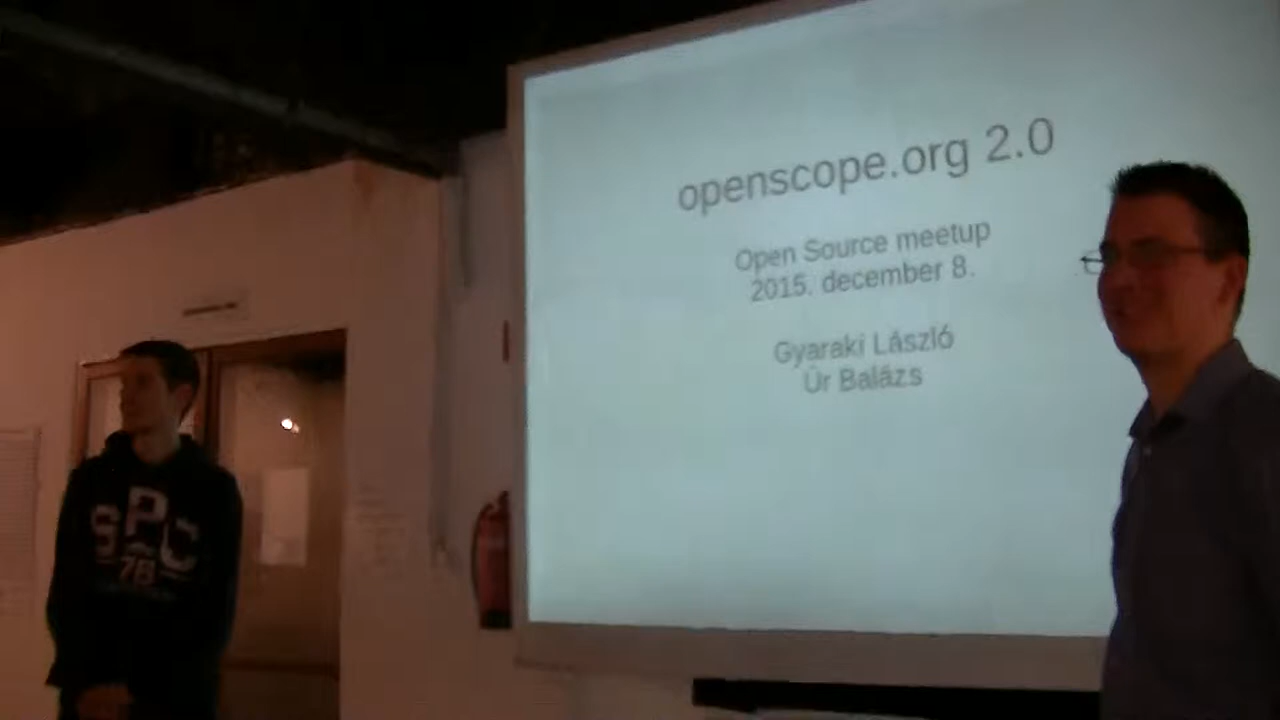 openscope.org 2.0
Open Source meetup
2015. december 8.
Gyaraki László
Úr Balázs
SPC
78